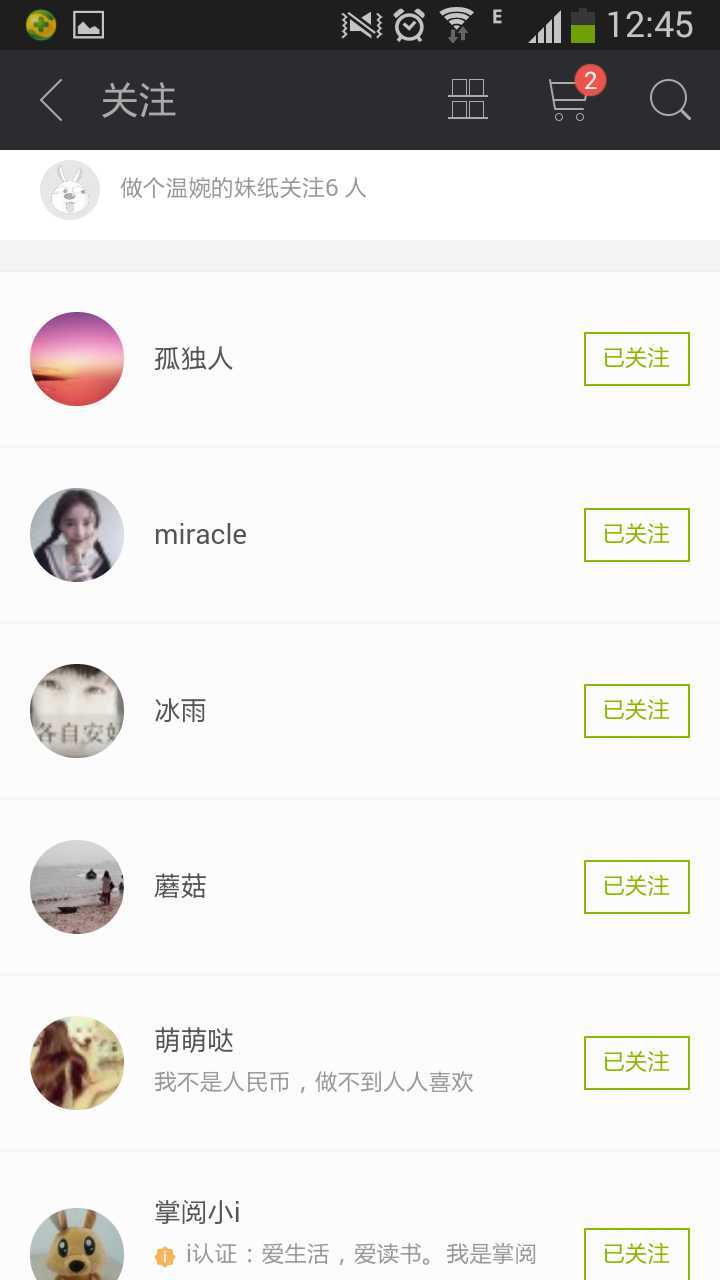 E 12:45
关注
2
做个温婉的妹纸关注6 人
孤独人
已关注
miracle
已关注
各自安好
冰雨
已关注
蘑菇
已关注
萌萌哒
我不是人民币，做不到人人喜欢
已关注
掌阅小i
i认证：爱生活，爱读书。我是掌阅
已关注